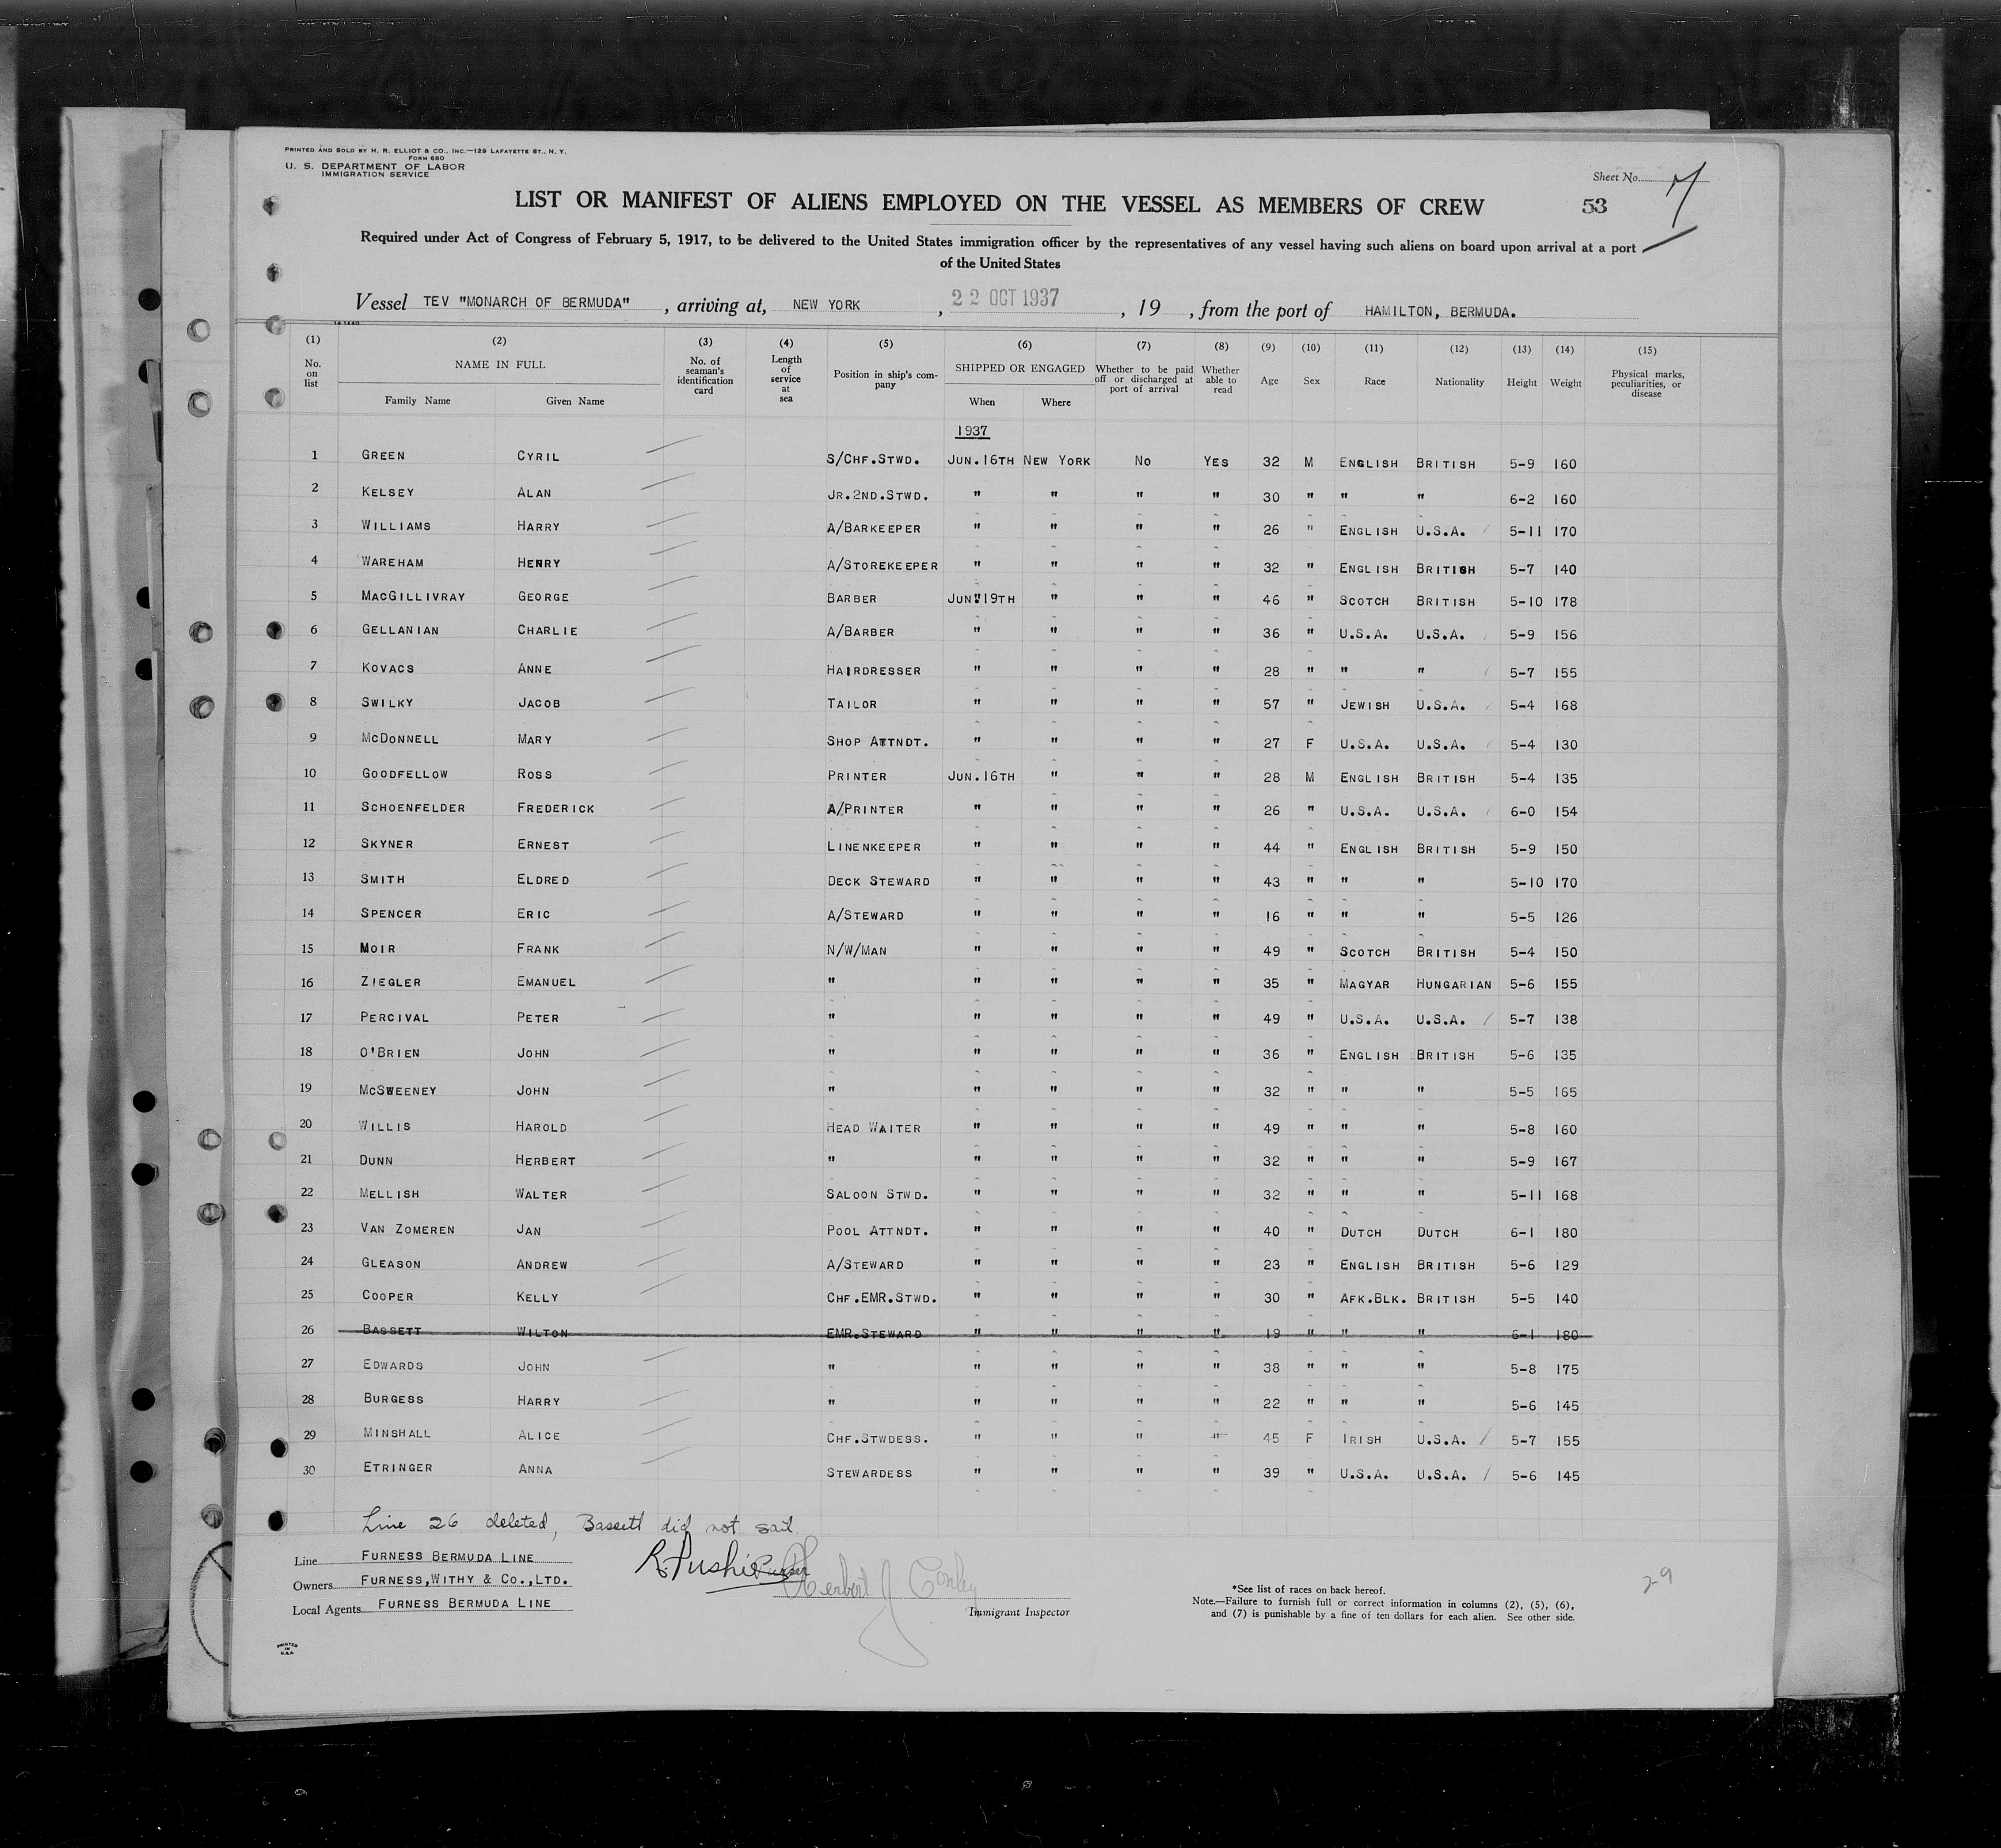 PRINTED AND SOLD BY H. R. ELLIOT & CO., INC.—129 LAFAYETTE ST., N. Y.
FORM 680
U. S. DEPARTMENT OF LABOR
IMMIGRATION SERVICE
Sheet No. 7
LIST OR MANIFEST OF ALIENS EMPLOYED ON THE VESSEL AS MEMBERS OF CREW 53
Required under Act of Congress of February 5, 1917, to be delivered to the United States immigration officer by the representatives of any vessel having such aliens on board upon arrival at a port
of the United States
Vessel TEV "MONARCH OF BERMUDA", arriving at, NEW YORK, 22 OCT 1937, 19 , from the port of HAMILTON, BERMUDA.
14-1240
(1) (2) (3) (4) (5) (6) (7) (8) (9) (10) (11) (12) (13) (14) (15)
No. on list NAME IN FULL Family Name Given Name No. of seaman's identification card Length of service at sea Position in ship's company SHIPPED OR ENGAGED When Where Whether to be paid off or discharged at port of arrival Whether able to read Age Sex Race Nationality Height Weight Physical marks, peculiarities, or disease
1937
1 GREEN CYRIL S/CHF.STWD. JUN.16TH NEW YORK NO YES 32 M ENGLISH BRITISH 5-9 160
2 KELSEY ALAN JR.2ND.STWD. " " " " 30 " " " 6-2 160
3 WILLIAMS HARRY A/BARKEEPER " " " " 26 " ENGLISH U.S.A. 5-11 170
4 WAREHAM HENRY A/STOREKEEPER " " " " 32 " ENGLISH BRITISH 5-7 140
5 MACGILLIVRAY GEORGE BARBER JUN.19TH " " " 46 " SCOTCH BRITISH 5-10 178
6 GELLANIAN CHARLIE A/BARBER " " " " 36 " U.S.A. U.S.A. 5-9 156
7 KOVACS ANNE HAIRDRESSER " " " " 28 " " " 5-7 155
8 SWILKY JACOB TAILOR " " " " 57 " JEWISH U.S.A. 5-4 168
9 MCDONNELL MARY SHOP ATTNDT. " " " " 27 F U.S.A. U.S.A. 5-4 130
10 GOODFELLOW ROSS PRINTER JUN.16TH " " " 28 M ENGLISH BRITISH 5-4 135
11 SCHOENFELDER FREDERICK A/PRINTER " " " " 26 " U.S.A. U.S.A. 6-0 154
12 SKYNER ERNEST LINENKEEPER " " " " 44 " ENGLISH BRITISH 5-9 150
13 SMITH ELDRED DECK STEWARD " " " " 43 " " " 5-10 170
14 SPENCER ERIC A/STEWARD " " " " 16 " " " 5-5 126
15 MOIR FRANK N/W/MAN " " " " 49 " SCOTCH BRITISH 5-4 150
16 ZIEGLER EMANUEL " " " " " 35 " MAGYAR HUNGARIAN 5-6 155
17 PERCIVAL PETER " " " " " 49 " U.S.A. U.S.A. 5-7 138
18 O'BRIEN JOHN " " " " " 36 " ENGLISH BRITISH 5-6 135
19 MCSWEENEY JOHN " " " " " 32 " " " 5-5 165
20 WILLIS HAROLD HEAD WAITER " " " " 49 " " " 5-8 160
21 DUNN HERBERT " " " " " 32 " " " 5-9 167
22 MELLISH WALTER SALOON STWD. " " " " 32 " " " 5-11 168
23 VAN ZOMEREN JAN POOL ATTNDT. " " " " 40 " DUTCH DUTCH 6-1 180
24 GLEASON ANDREW A/STEWARD " " " " 23 " ENGLISH BRITISH 5-6 129
25 COOPER KELLY CHF.EMR.STWD. " " " " 30 " AFK.BLK. BRITISH 5-5 140
26 BASSETT WILTON EMR.STEWARD " " " " 19 " " " 6-1 180
27 EDWARDS JOHN " " " " " 38 " " " 5-8 175
28 BURGESS HARRY " " " " " 22 " " " 5-6 145
29 MINSHALL ALICE CHF.STWDESS. " " " " 45 F IRISH U.S.A. 5-7 155
30 ETRINGER ANNA STEWARDESS " " " " 39 " U.S.A. U.S.A. 5-6 145
Line 26 deleted, Bassett did not sail.
Line FURNESS BERMUDA LINE
Owners FURNESS, WITHY & CO., LTD.
Local Agents FURNESS BERMUDA LINE
Purser
Herbert J Conley
Immigrant Inspector
*See list of races on back hereof.
Note.—Failure to furnish full or correct information in columns (2), (5), (6),
and (7) is punishable by a fine of ten dollars for each alien. See other side.
2-9
PRINTED
IN
U.S.A.